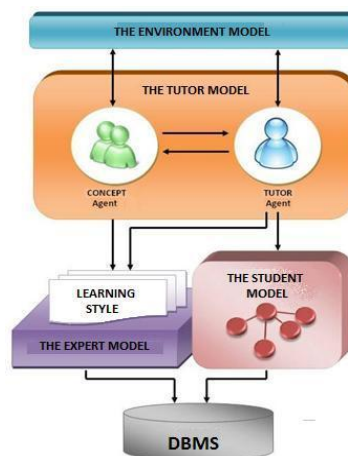 THE ENVIRONMENT MODEL
THE TUTOR MODEL
CONCEPT
Agent
TUTOR
Agent
LEARNING
STYLE
THE EXPERT MODEL
THE STUDENT
MODEL
DBMS